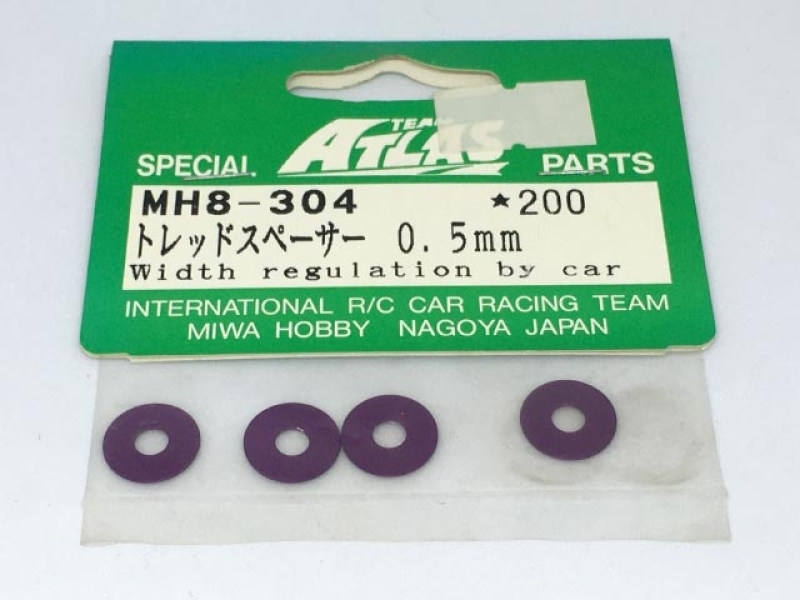 TEAM
ATLAS
SPECIAL PARTS
MH8-304 ★200
トレッドスペーサー 0.5mm
Width regulation by car
INTERNATIONAL R/C CAR RACING TEAM
MIWA HOBBY NAGOYA JAPAN